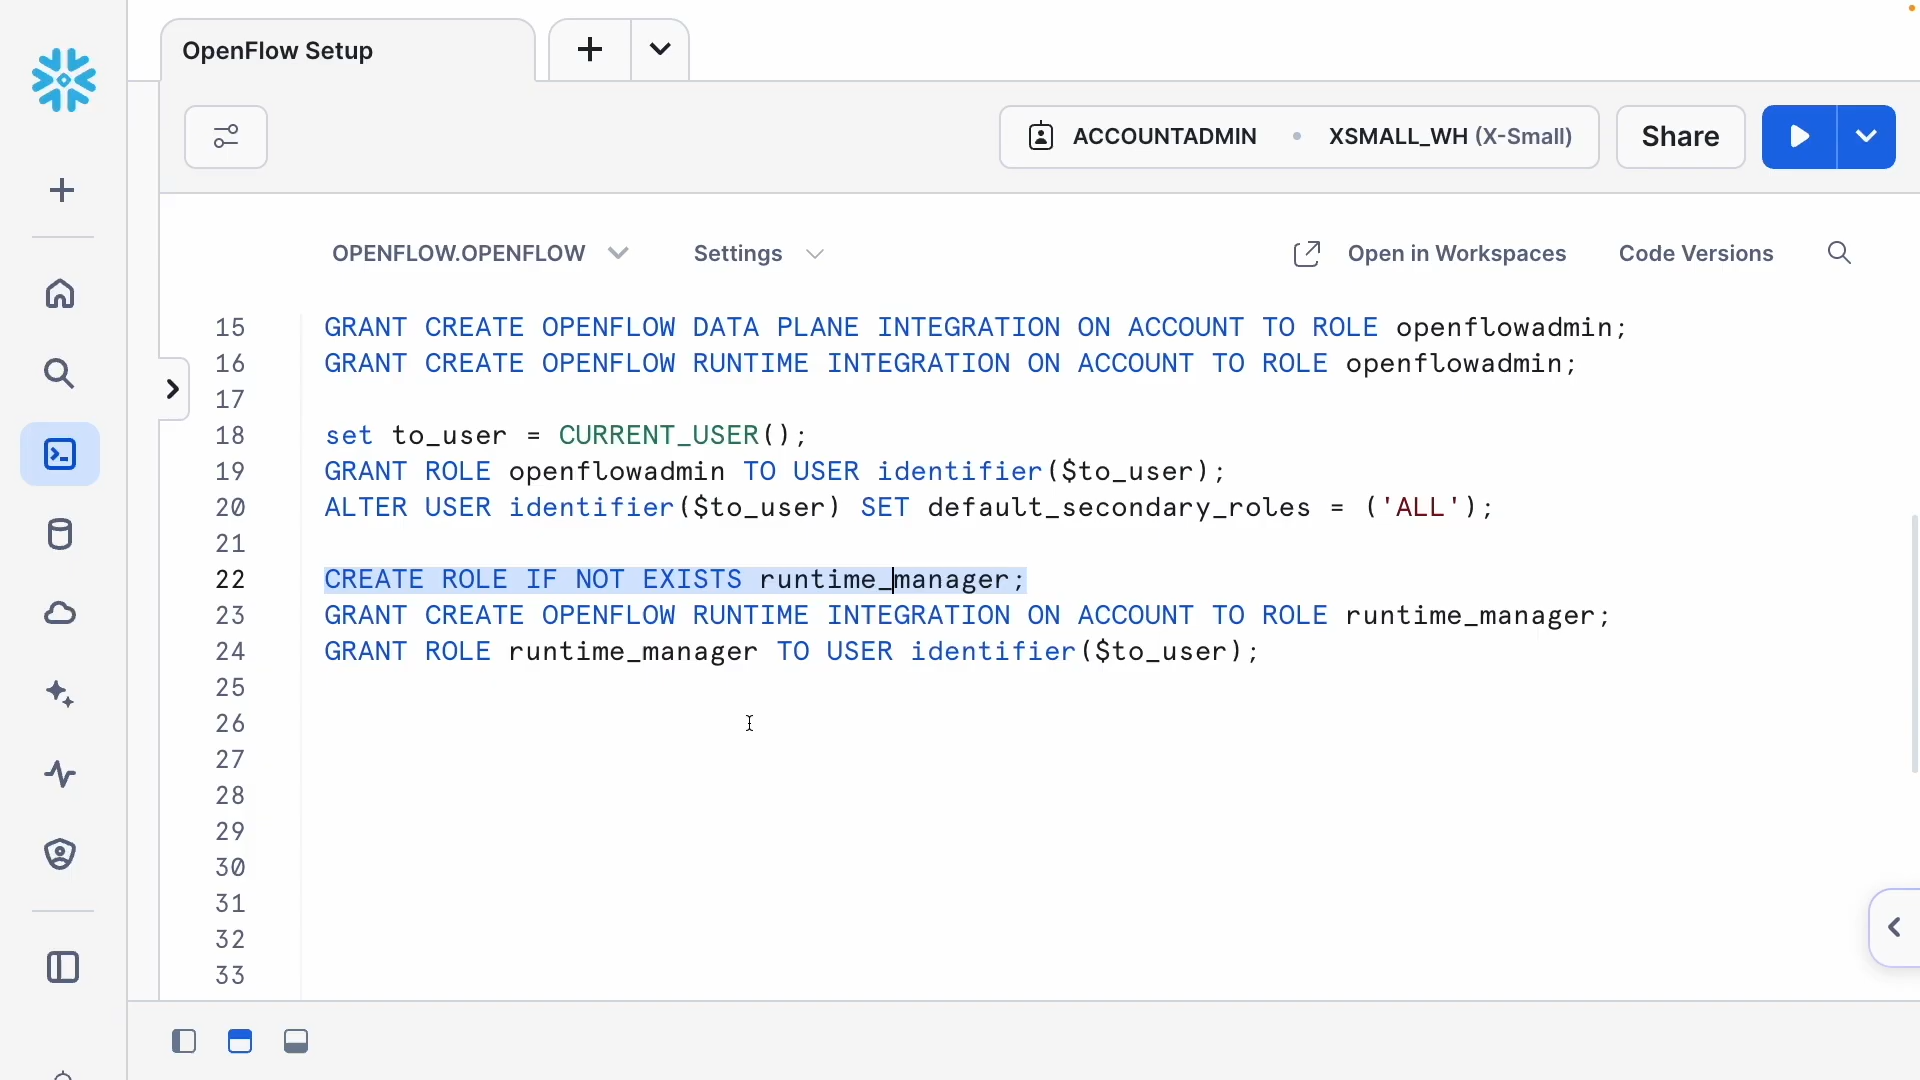 OpenFlow Setup
ACCOUNTADMIN • XSMALL_WH (X-Small)
Share
OPENFLOW.OPENFLOW
Settings
Open in Workspaces
Code Versions
15 GRANT CREATE OPENFLOW DATA PLANE INTEGRATION ON ACCOUNT TO ROLE openflowadmin;
16 GRANT CREATE OPENFLOW RUNTIME INTEGRATION ON ACCOUNT TO ROLE openflowadmin;
17
18 set to_user = CURRENT_USER();
19 GRANT ROLE openflowadmin TO USER identifier($to_user);
20 ALTER USER identifier($to_user) SET default_secondary_roles = ('ALL');
21
22 CREATE ROLE IF NOT EXISTS runtime_manager;
23 GRANT CREATE OPENFLOW RUNTIME INTEGRATION ON ACCOUNT TO ROLE runtime_manager;
24 GRANT ROLE runtime_manager TO USER identifier($to_user);
25
26
27
28
29
30
31
32
33